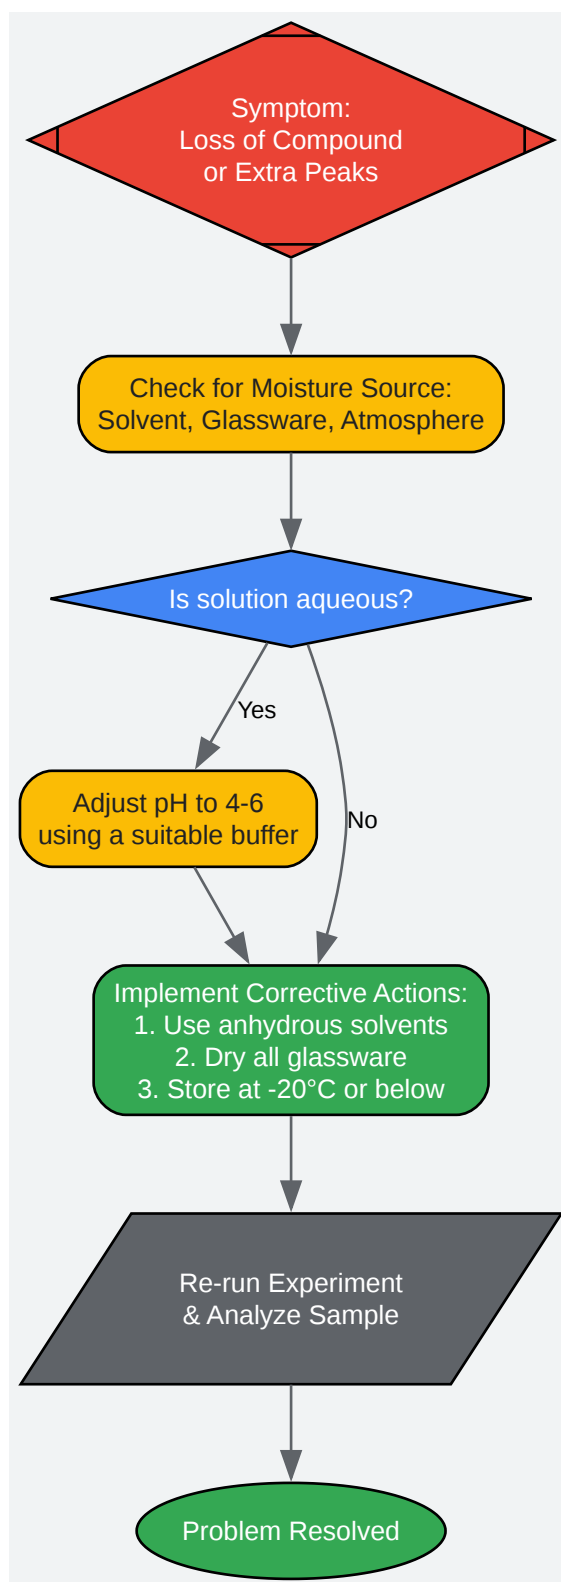 Symptom:
Loss of Compound
or Extra Peaks
Check for Moisture Source:
Solvent, Glassware, Atmosphere
Is solution aqueous?
Yes
Adjust pH to 4-6
using a suitable buffer
No
Implement Corrective Actions:
1. Use anhydrous solvents
2. Dry all glassware
3. Store at -20°C or below
Re-run Experiment
& Analyze Sample
Problem Resolved